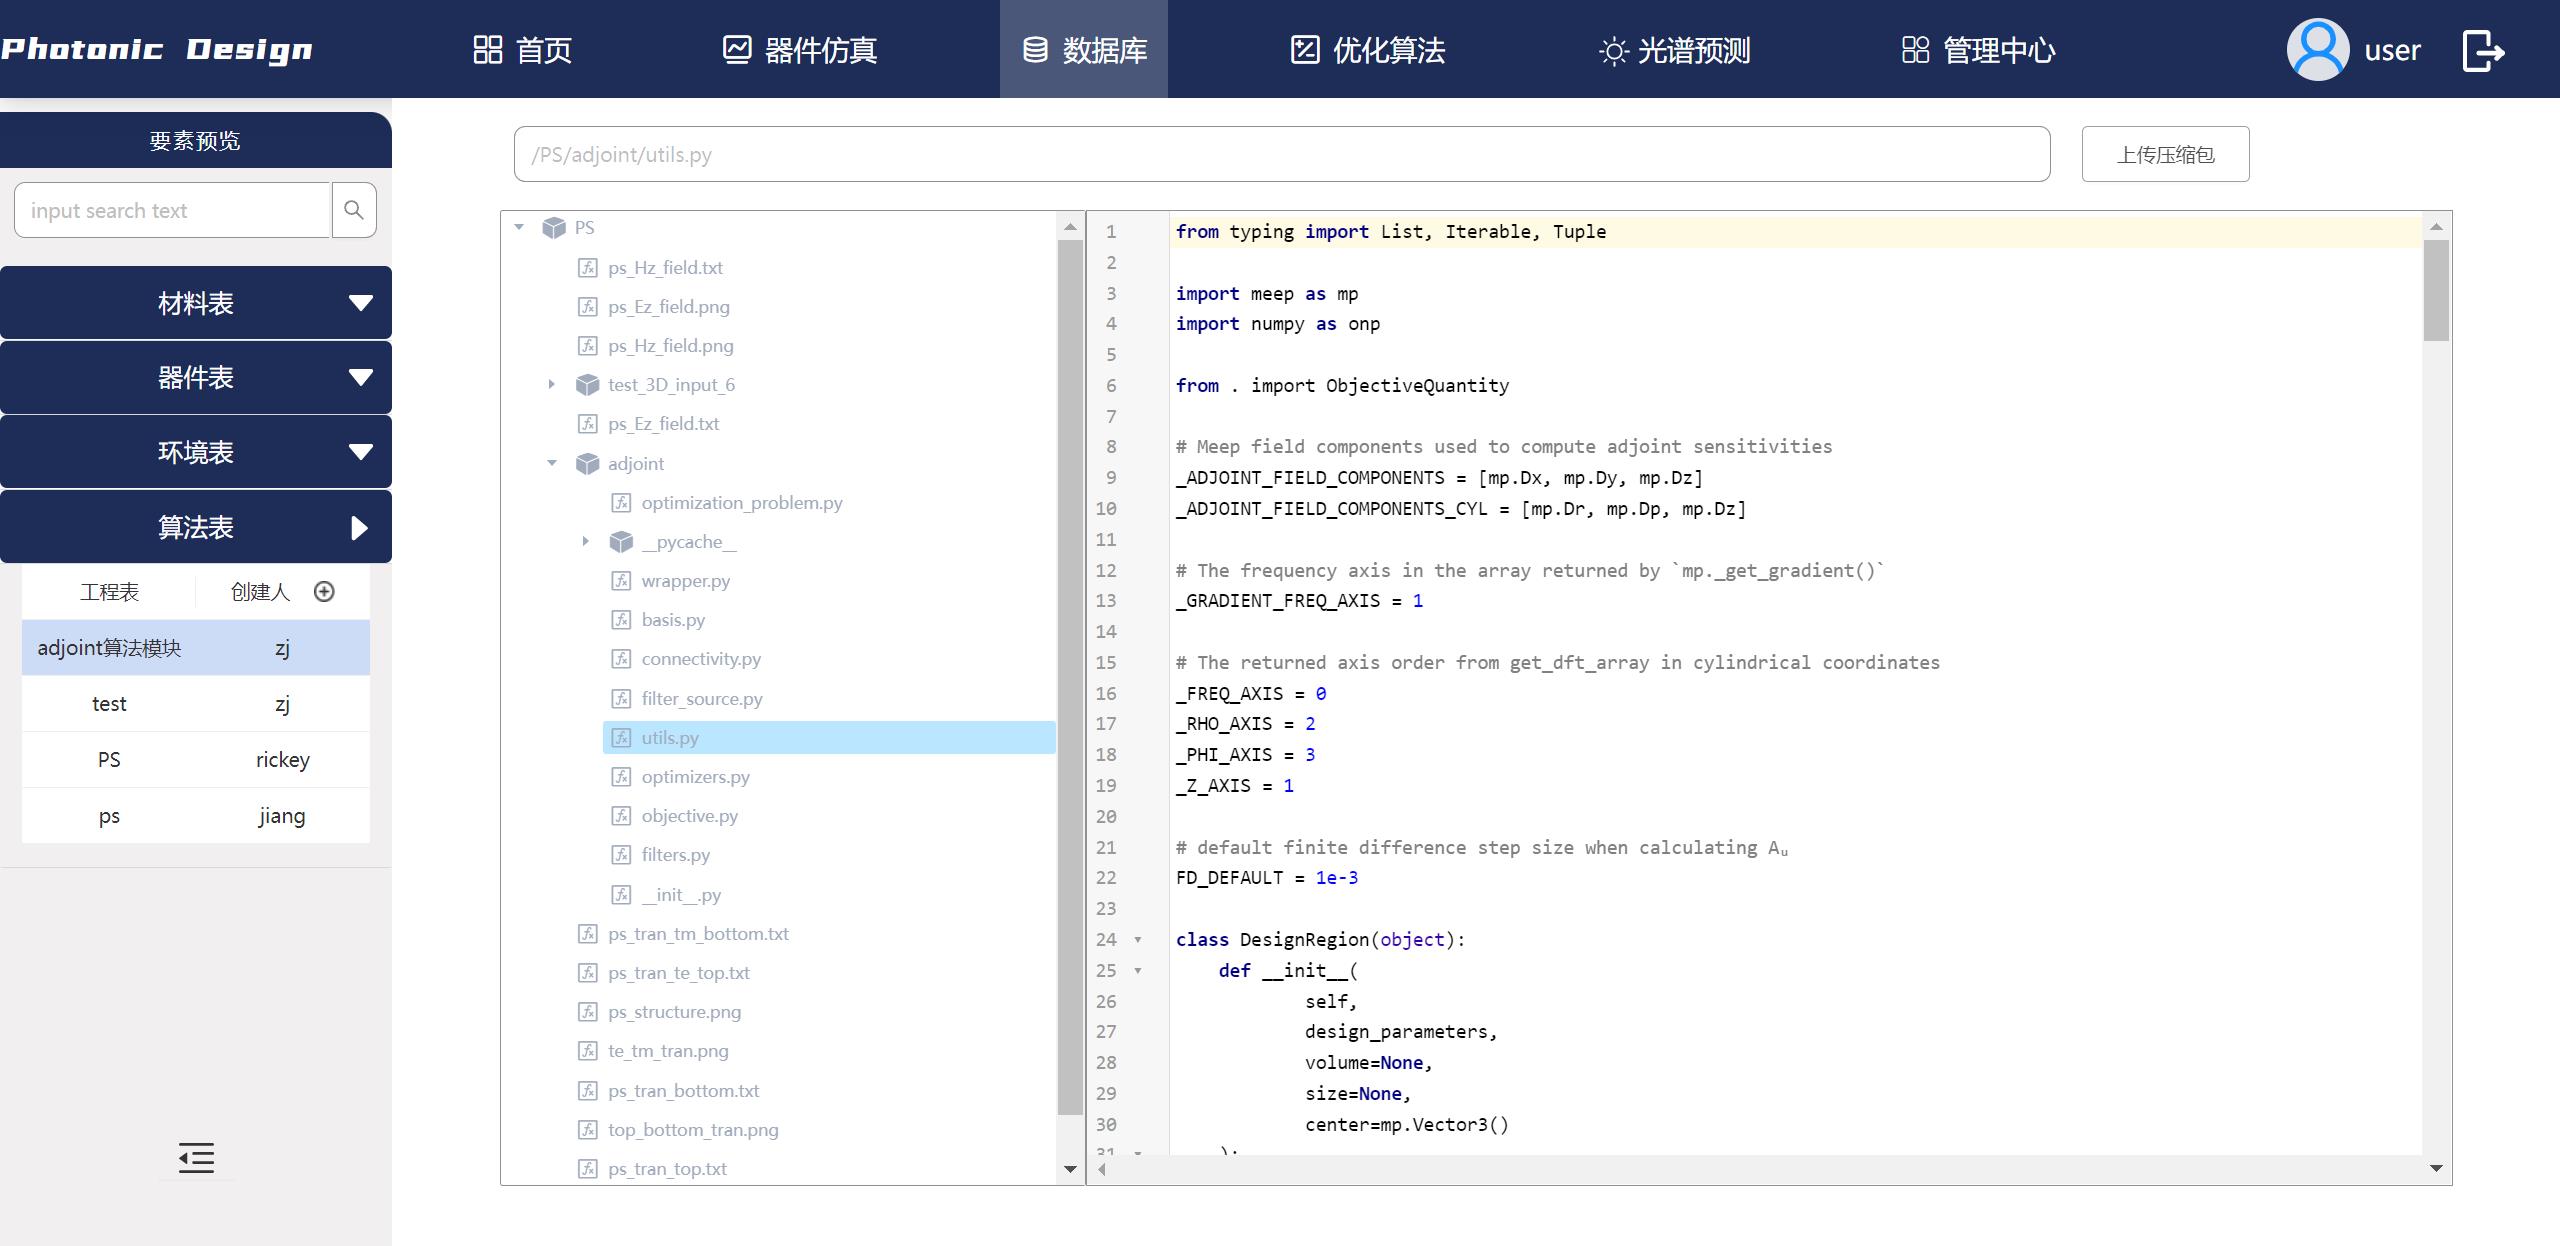 Photonic Design
首页
器件仿真
数据库
优化算法
光谱预测
管理中心
user
要素预览
input search text
材料表
器件表
环境表
算法表
工程表 创建人
adjoint算法模块 zj
test zj
PS rickey
ps jiang
/PS/adjoint/utils.py
上传压缩包
PS
ps_Hz_field.txt
ps_Ez_field.png
ps_Hz_field.png
test_3D_input_6
ps_Ez_field.txt
adjoint
optimization_problem.py
__pycache__
wrapper.py
basis.py
connectivity.py
filter_source.py
utils.py
optimizers.py
objective.py
filters.py
__init__.py
ps_tran_tm_bottom.txt
ps_tran_te_top.txt
ps_structure.png
te_tm_tran.png
ps_tran_bottom.txt
top_bottom_tran.png
ps_tran_top.txt
1 from typing import List, Iterable, Tuple
2
3 import meep as mp
4 import numpy as onp
5
6 from . import ObjectiveQuantity
7
8 # Meep field components used to compute adjoint sensitivities
9 _ADJOINT_FIELD_COMPONENTS = [mp.Dx, mp.Dy, mp.Dz]
10 _ADJOINT_FIELD_COMPONENTS_CYL = [mp.Dr, mp.Dp, mp.Dz]
11
12 # The frequency axis in the array returned by `mp._get_gradient()`
13 _GRADIENT_FREQ_AXIS = 1
14
15 # The returned axis order from get_dft_array in cylindrical coordinates
16 _FREQ_AXIS = 0
17 _RHO_AXIS = 2
18 _PHI_AXIS = 3
19 _Z_AXIS = 1
20
21 # default finite difference step size when calculating Aᵤ
22 FD_DEFAULT = 1e-3
23
24 class DesignRegion(object):
25 def __init__(
26 self,
27 design_parameters,
28 volume=None,
29 size=None,
30 center=mp.Vector3()
31 ):